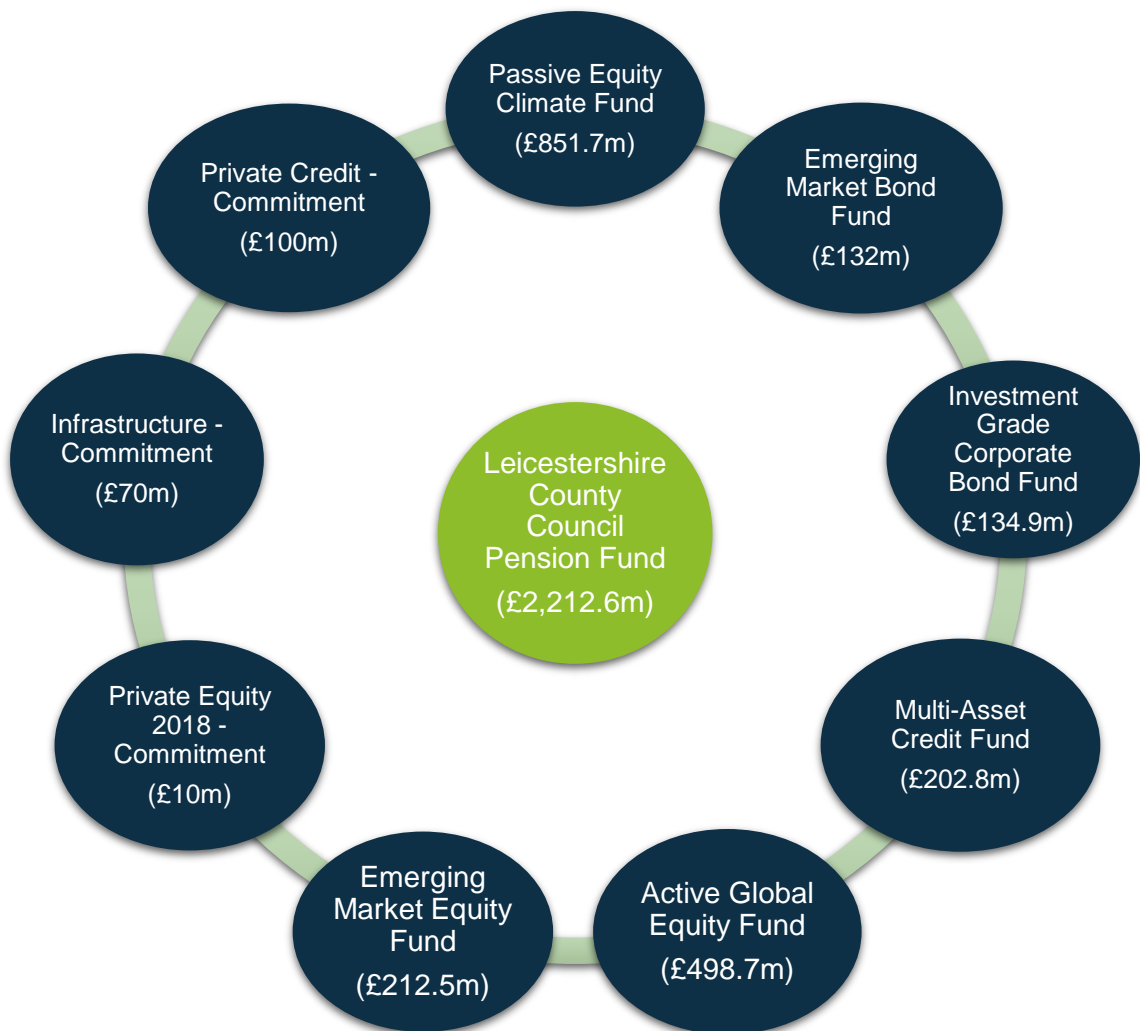 Passive Equity
Climate Fund
(£851.7m)
Emerging
Market Bond
Fund
(£132m)
Investment
Grade
Corporate
Bond Fund
(£134.9m)
Multi-Asset
Credit Fund
(£202.8m)
Active Global
Equity Fund
(£498.7m)
Emerging
Market Equity
Fund
(£212.5m)
Private Equity
2018 -
Commitment
(£10m)
Infrastructure -
Commitment
(£70m)
Private Credit -
Commitment
(£100m)
Leicestershire
County
Council
Pension Fund
(£2,212.6m)